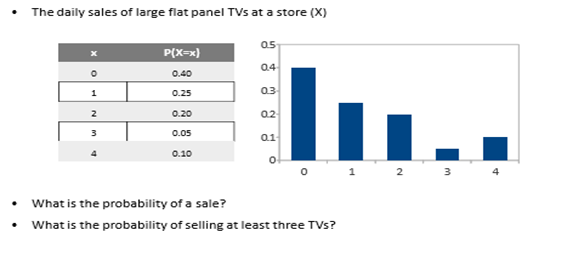 • The daily sales of large flat panel TVs at a store (X)
x P(X=x)
0 0.40
1 0.25
2 0.20
3 0.05
4 0.10
0.5
0.4
0.3
0.2
0.1
0
0 1 2 3 4
• What is the probability of a sale?
• What is the probability of selling at least three TVs?